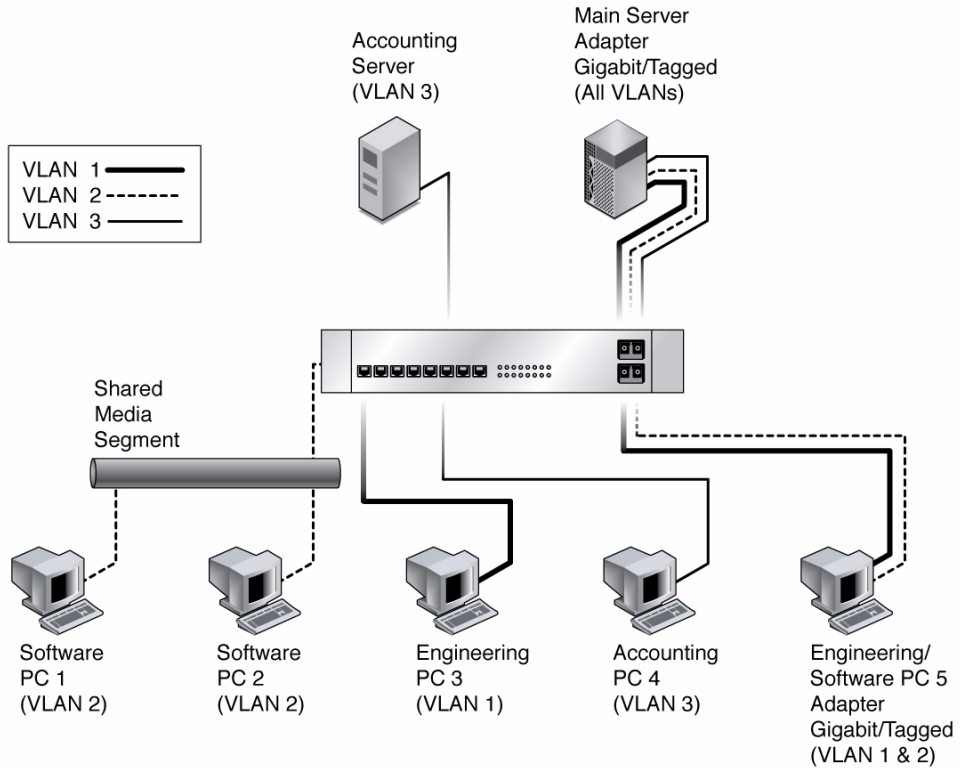 Accounting
Server
(VLAN 3)
Main Server
Adapter
Gigabit/Tagged
(All VLANs)
VLAN 1
VLAN 2
VLAN 3
Shared
Media
Segment
Software
PC 1
(VLAN 2)
Software
PC 2
(VLAN 2)
Engineering
PC 3
(VLAN 1)
Accounting
PC 4
(VLAN 3)
Engineering/
Software PC 5
Adapter
Gigabit/Tagged
(VLAN 1 & 2)